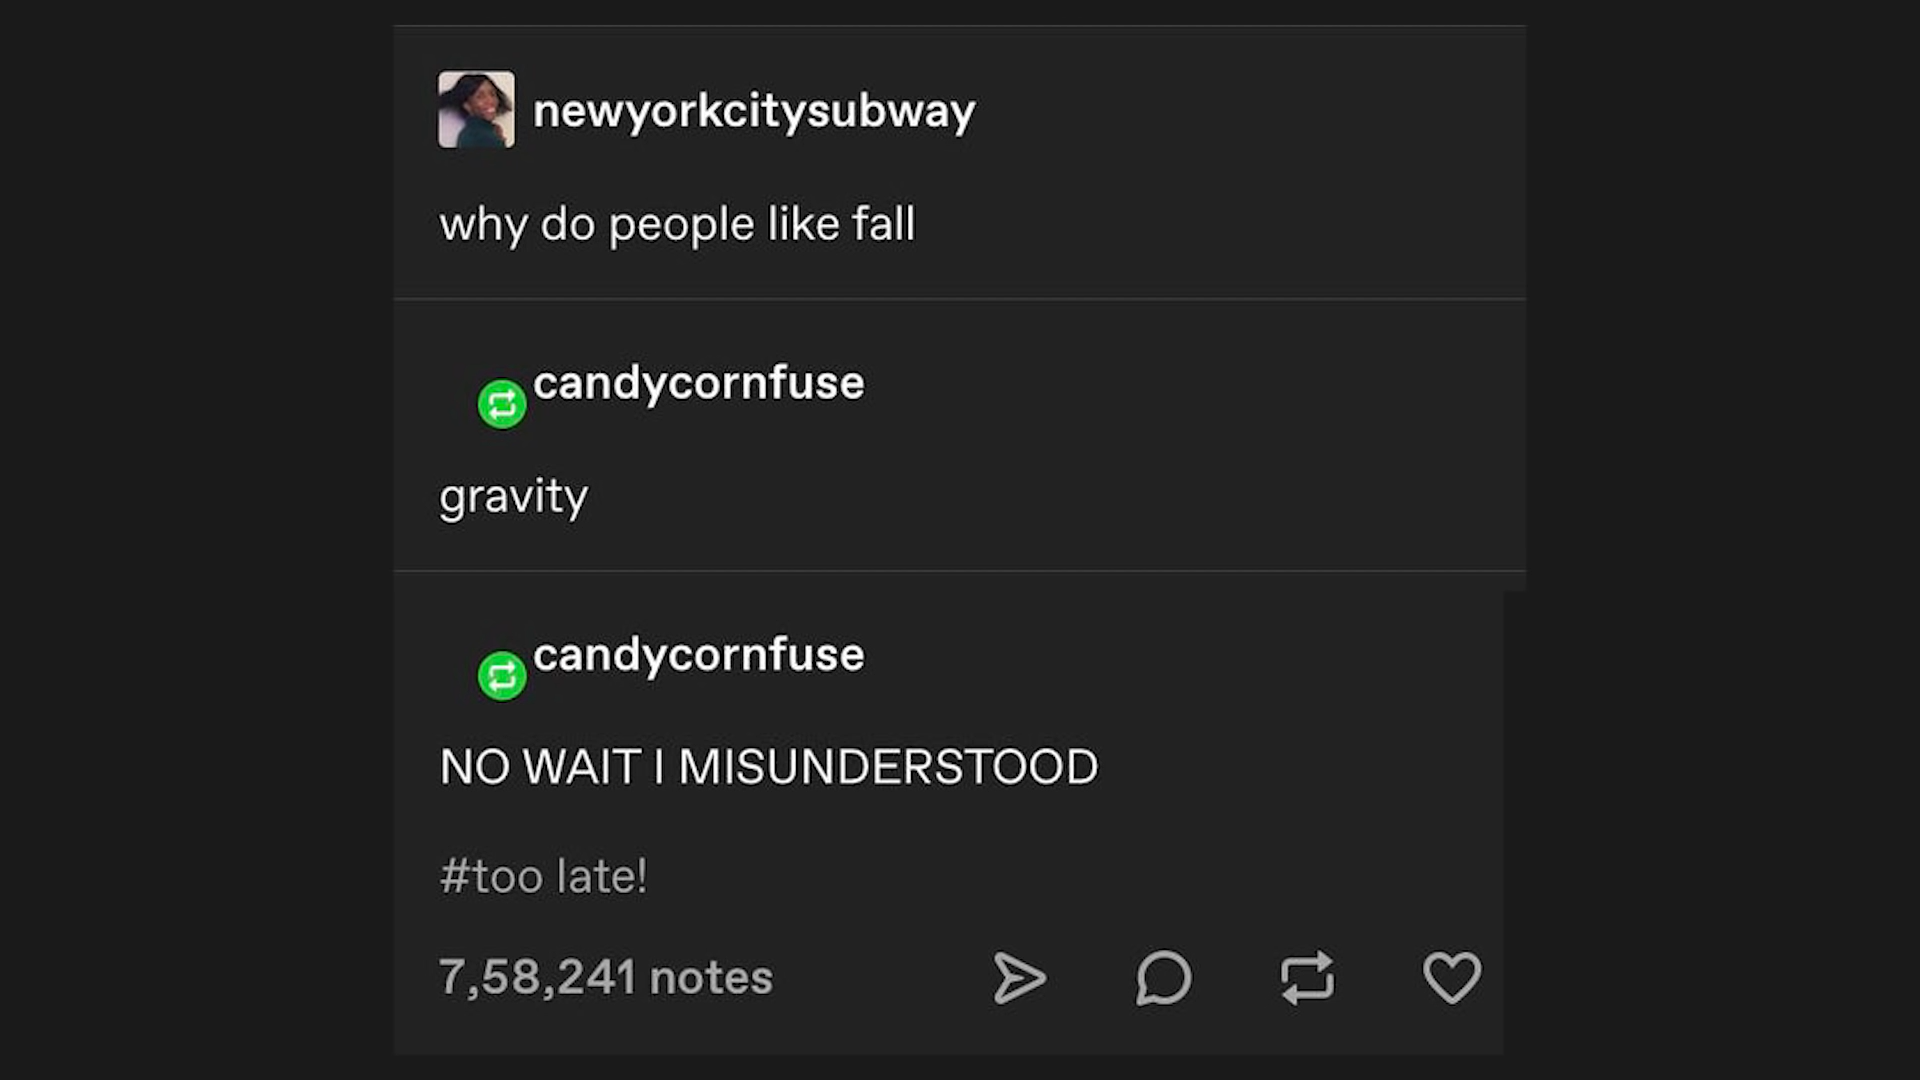 newyorkcitysubway
why do people like fall
candycornfuse
gravity
candycornfuse
NO WAIT I MISUNDERSTOOD
#too late!
7,58,241 notes